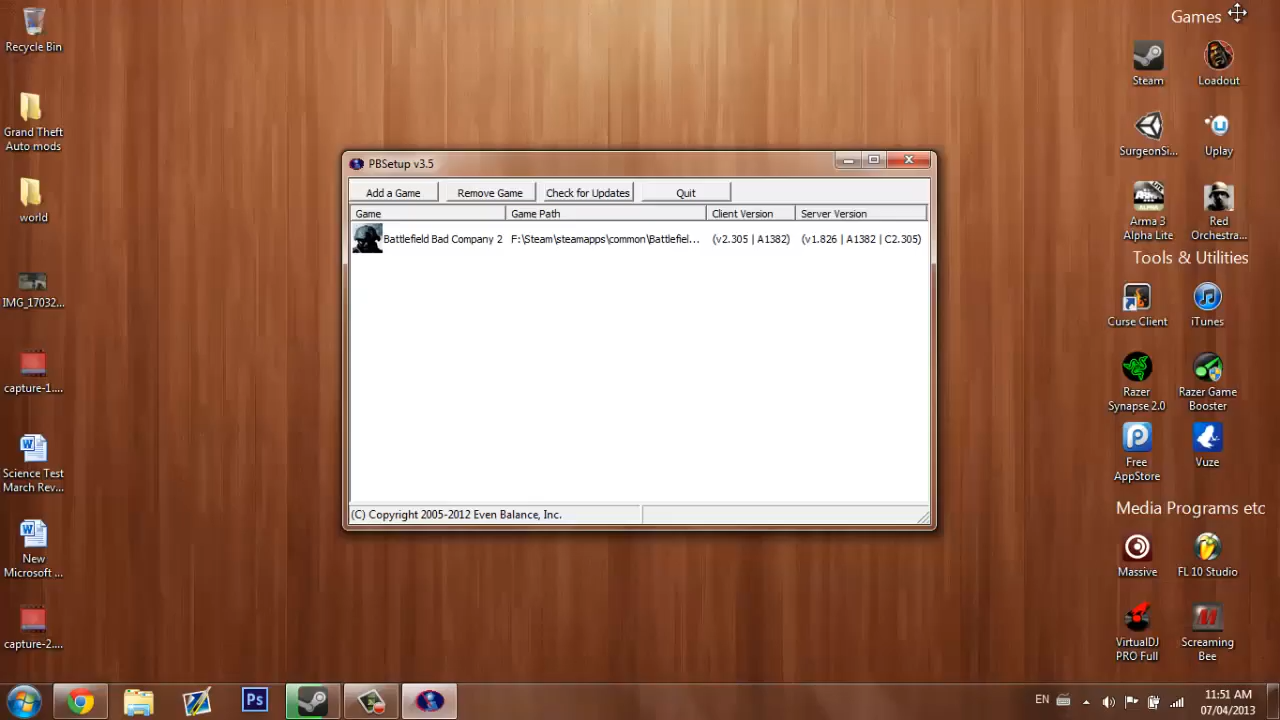 Recycle Bin
Grand Theft
Auto mods
world
IMG_17032...
capture-1....
Science Test
March Rev...
New
Microsoft ...
capture-2....
PBSetup v3.5
Add a Game Remove Game Check for Updates Quit
Game Game Path Client Version Server Version
Battlefield Bad Company 2 F:\Steam\steamapps\common\Battlefiel... (v2.305 | A1382) (v1.826 | A1382 | C2.305)
(C) Copyright 2005-2012 Even Balance, Inc.
Games
Steam Loadout
SurgeonSi... Uplay
Arma 3
Alpha Lite
Red
Orchestra...
Tools & Utilities
Curse Client iTunes
Razer
Synapse 2.0
Razer Game
Booster
Free
AppStore
Vuze
Media Programs etc
Massive FL 10 Studio
VirtualDJ
PRO Full
Screaming
Bee
Ps
EN
11:51 AM
07/04/2013